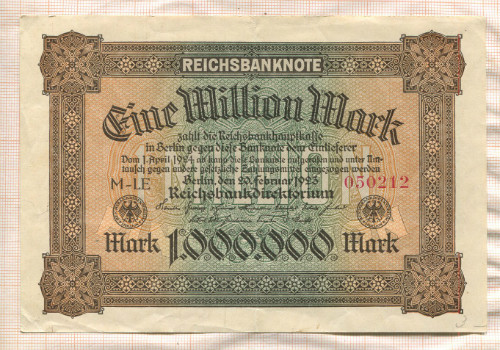 REICHSBANKNOTE
Eine Million Mark
zahlt die Reichsbankhauptkasse
in Berlin gegen diese Banknote dem Einlieferer
Vom 1. April 1924 ab kann diese Banknote aufgerufen und unter Um-
tausch gegen andere gesetzliche Zahlungsmittel eingezogen werden
M-LE Berlin, den 20. Februar 1923 050212
Reichsbankdirektorium
Mark 1.000.000 Mark